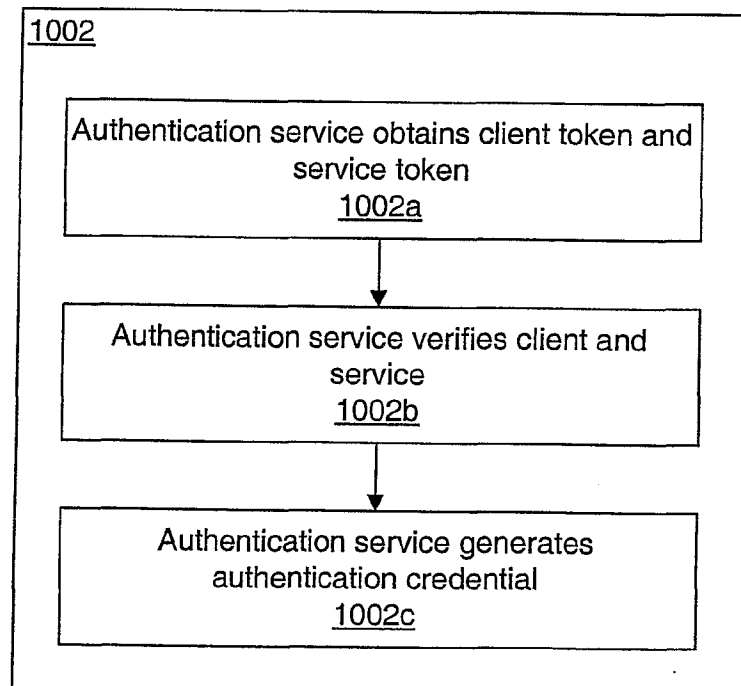 1002
Authentication service obtains client token and
service token
1002a
Authentication service verifies client and
service
1002b
Authentication service generates
authentication credential
1002c